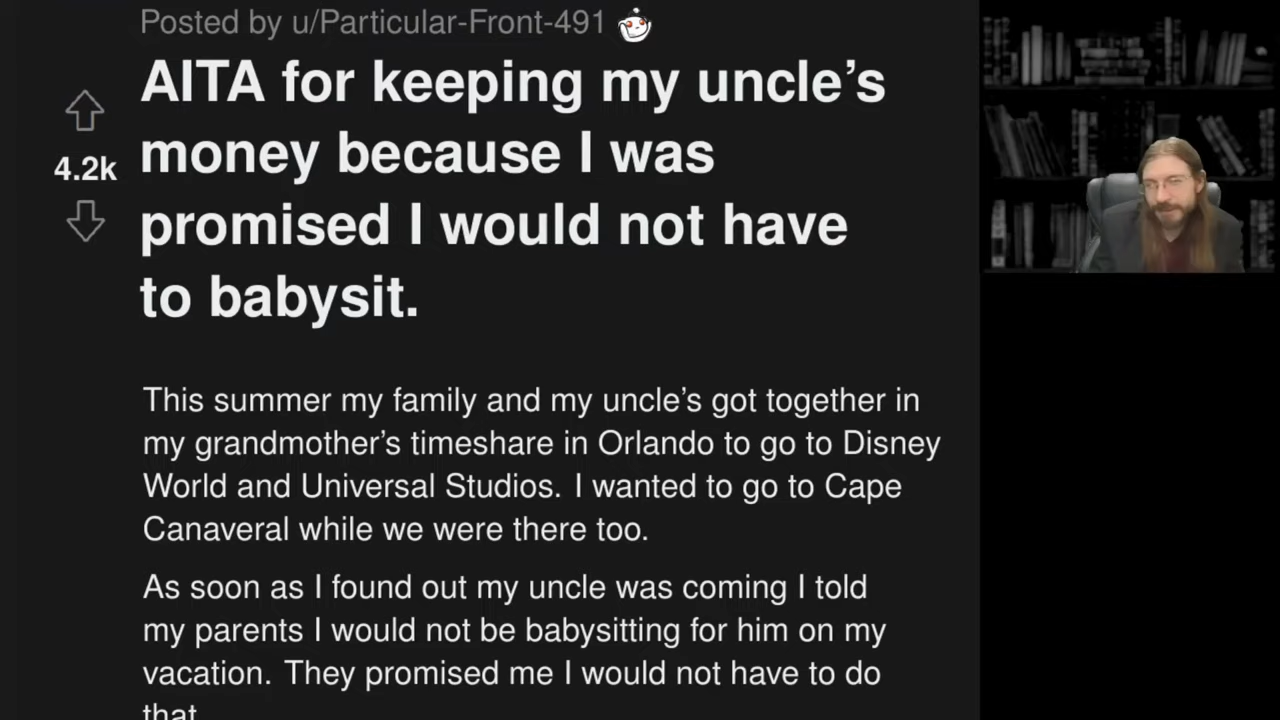 Posted by u/Particular-Front-491
AITA for keeping my uncle’s
4.2k
money because I was
promised I would not have
to babysit.
This summer my family and my uncle’s got together in
my grandmother’s timeshare in Orlando to go to Disney
World and Universal Studios. I wanted to go to Cape
Canaveral while we were there too.
As soon as I found out my uncle was coming I told
my parents I would not be babysitting for him on my
vacation. They promised me I would not have to do
that